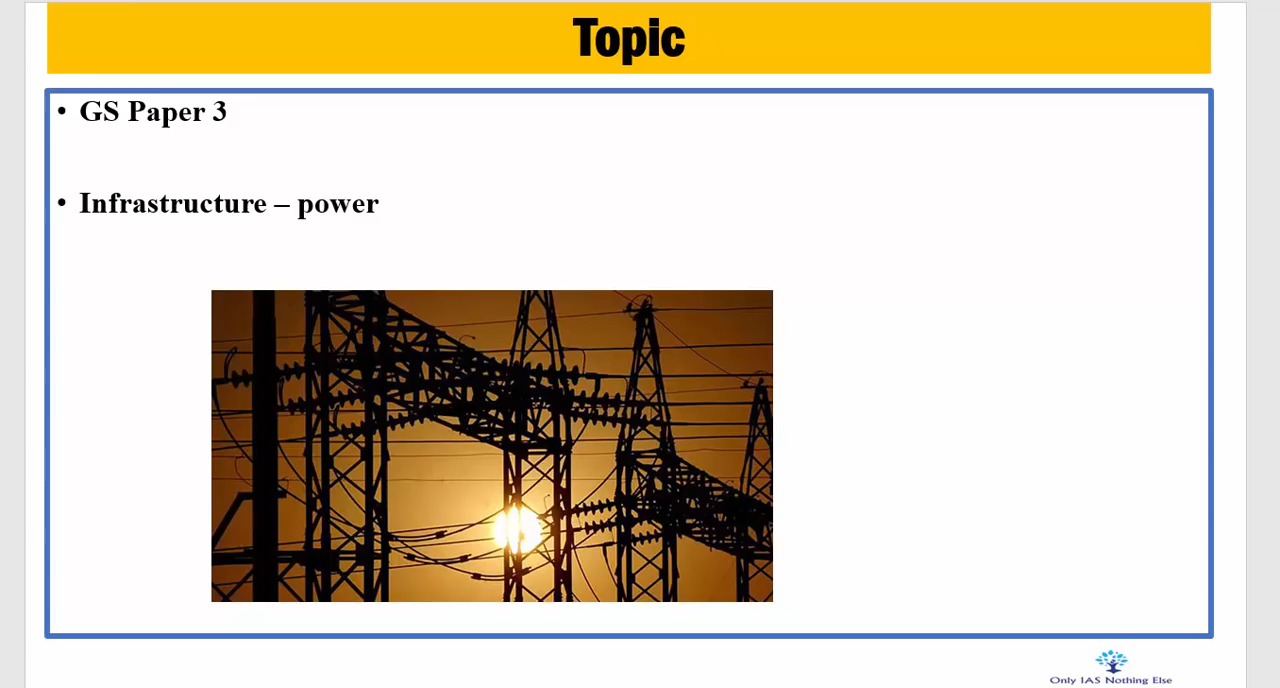 Topic
• GS Paper 3
• Infrastructure – power
Only IAS Nothing Else